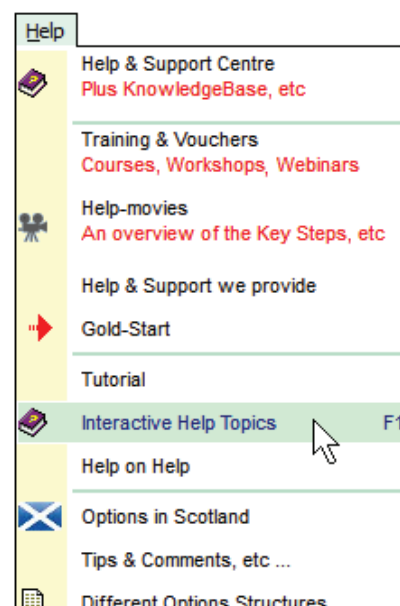 Help
Help & Support Centre
Plus KnowledgeBase, etc
Training & Vouchers
Courses, Workshops, Webinars
Help-movies
An overview of the Key Steps, etc
Help & Support we provide
Gold-Start
Tutorial
Interactive Help Topics F1
Help on Help
Options in Scotland
Tips & Comments, etc ...
Different Options Structures